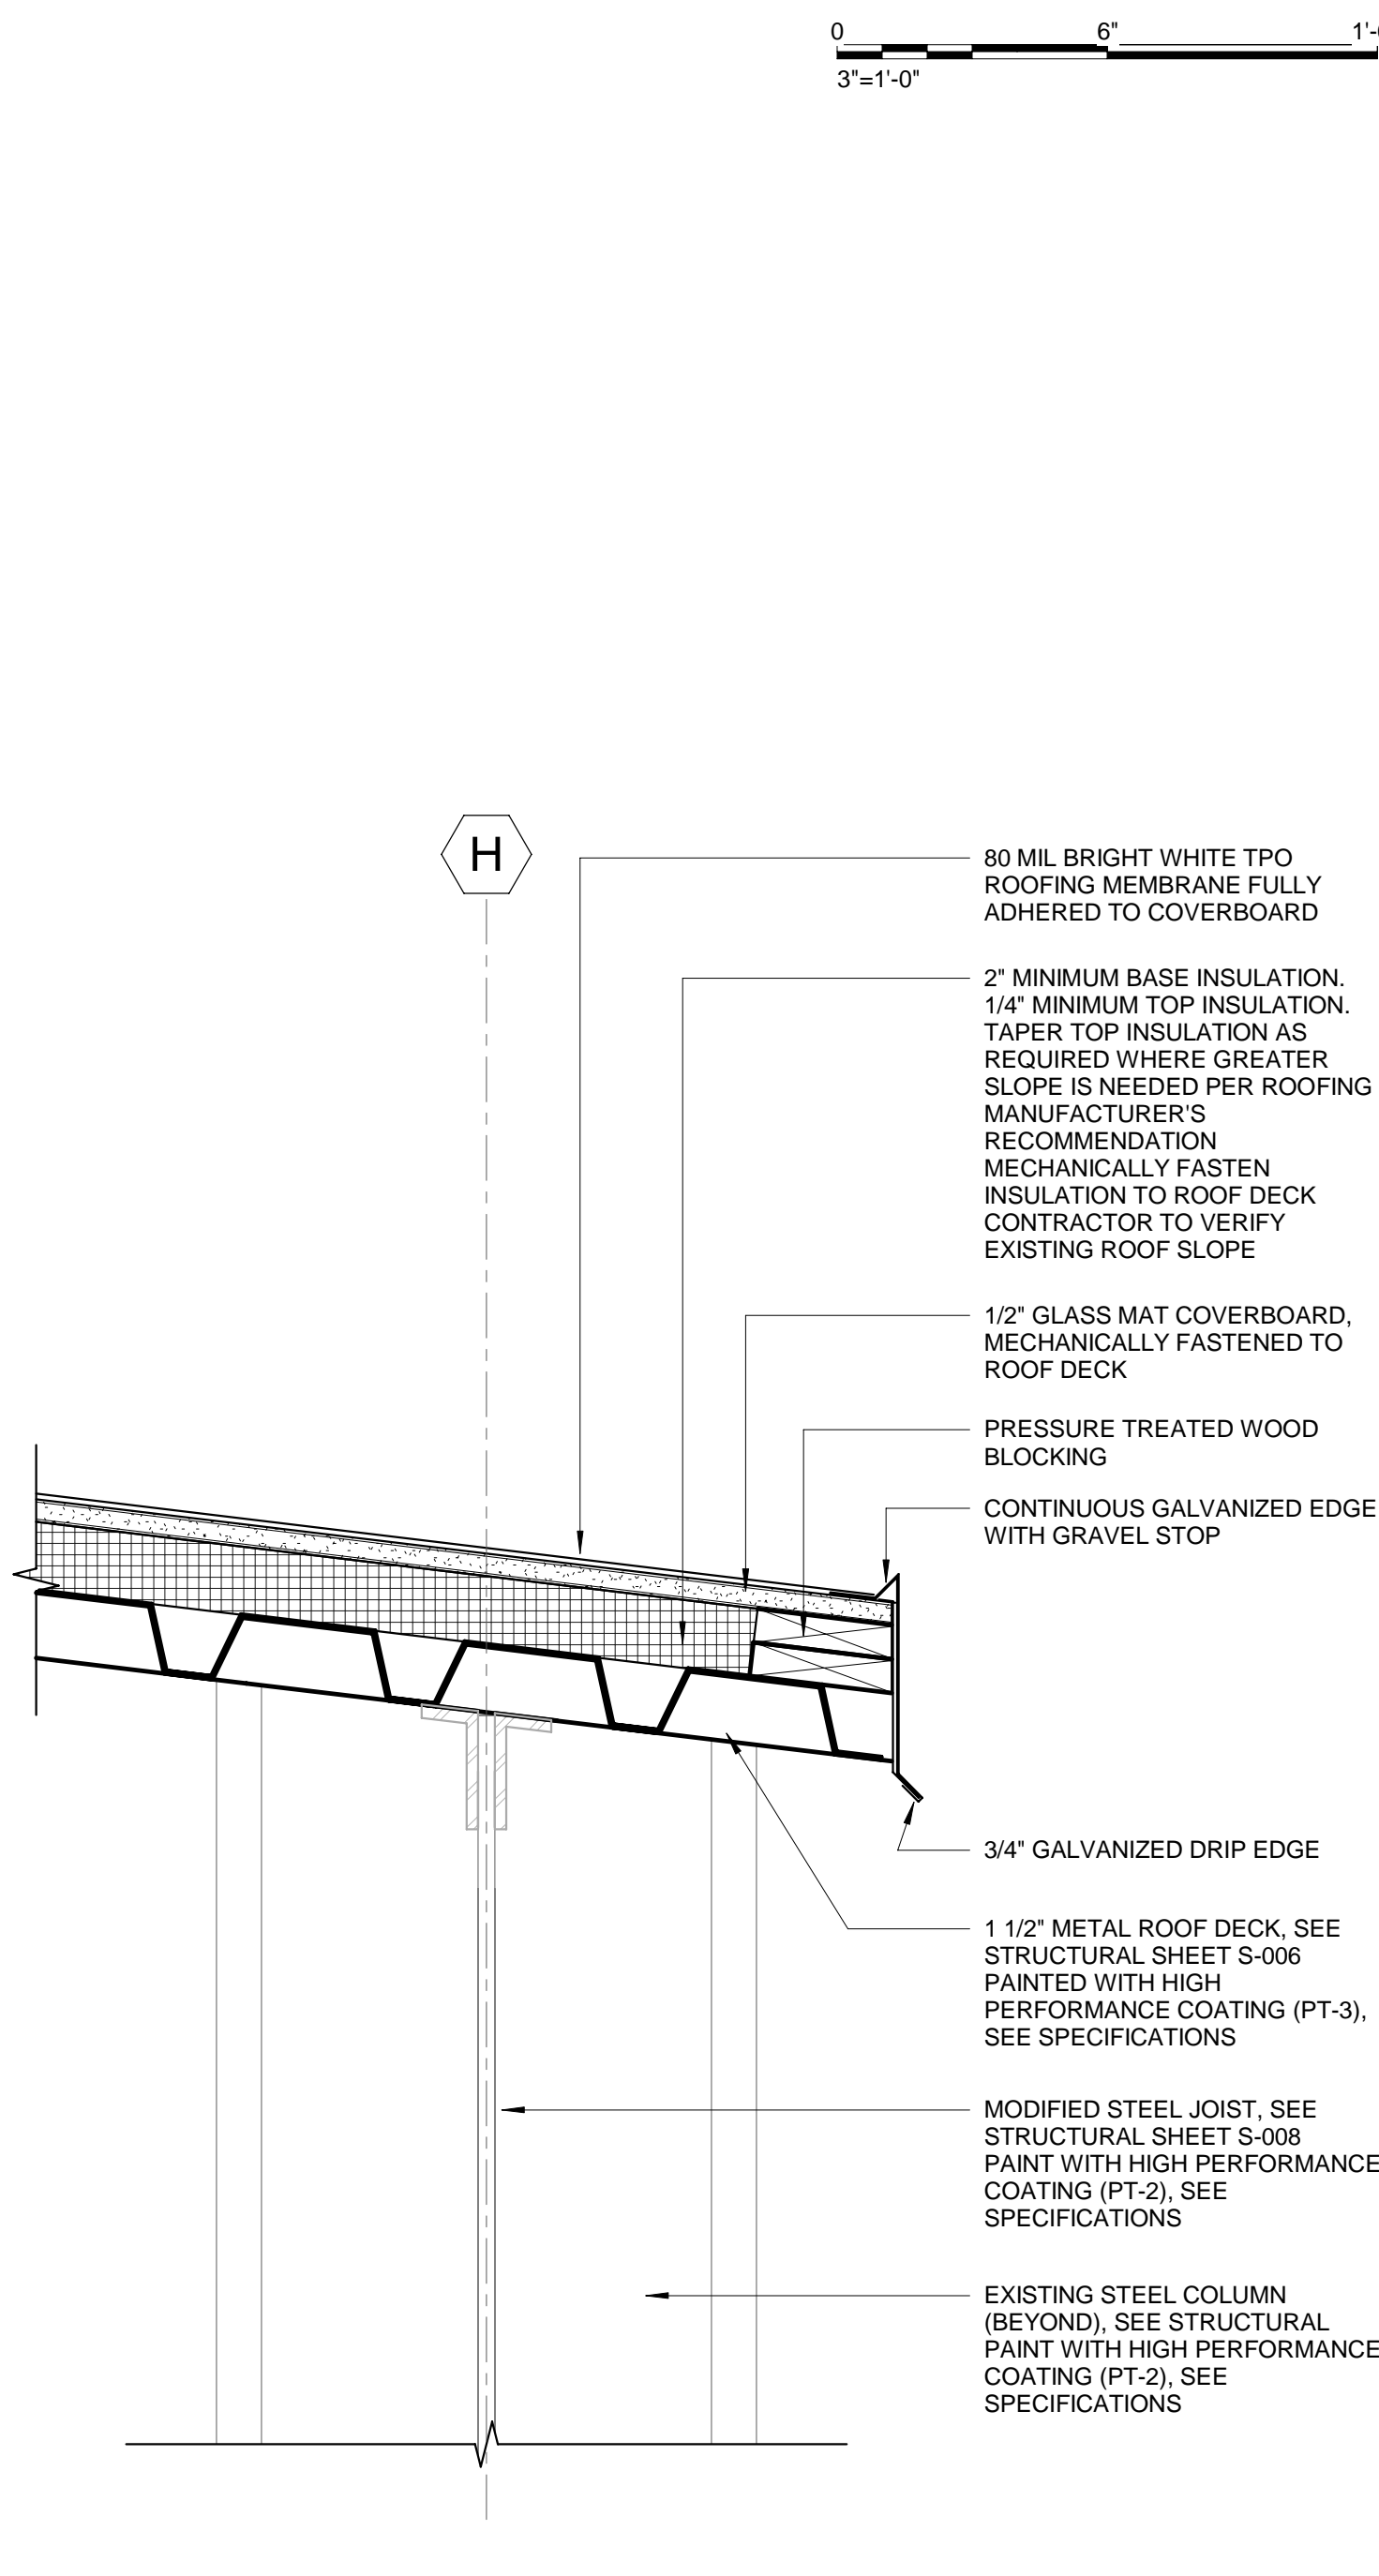 0 6" 1'-
3"=1'-0"
H
80 MIL BRIGHT WHITE TPO
ROOFING MEMBRANE FULLY
ADHERED TO COVERBOARD
2" MINIMUM BASE INSULATION.
1/4" MINIMUM TOP INSULATION.
TAPER TOP INSULATION AS
REQUIRED WHERE GREATER
SLOPE IS NEEDED PER ROOFING
MANUFACTURER'S
RECOMMENDATION
MECHANICALLY FASTEN
INSULATION TO ROOF DECK
CONTRACTOR TO VERIFY
EXISTING ROOF SLOPE
1/2" GLASS MAT COVERBOARD,
MECHANICALLY FASTENED TO
ROOF DECK
PRESSURE TREATED WOOD
BLOCKING
CONTINUOUS GALVANIZED EDGE
WITH GRAVEL STOP
3/4" GALVANIZED DRIP EDGE
1 1/2" METAL ROOF DECK, SEE
STRUCTURAL SHEET S-006
PAINTED WITH HIGH
PERFORMANCE COATING (PT-3),
SEE SPECIFICATIONS
MODIFIED STEEL JOIST, SEE
STRUCTURAL SHEET S-008
PAINT WITH HIGH PERFORMANCE
COATING (PT-2), SEE
SPECIFICATIONS
EXISTING STEEL COLUMN
(BEYOND), SEE STRUCTURAL
PAINT WITH HIGH PERFORMANCE
COATING (PT-2), SEE
SPECIFICATIONS